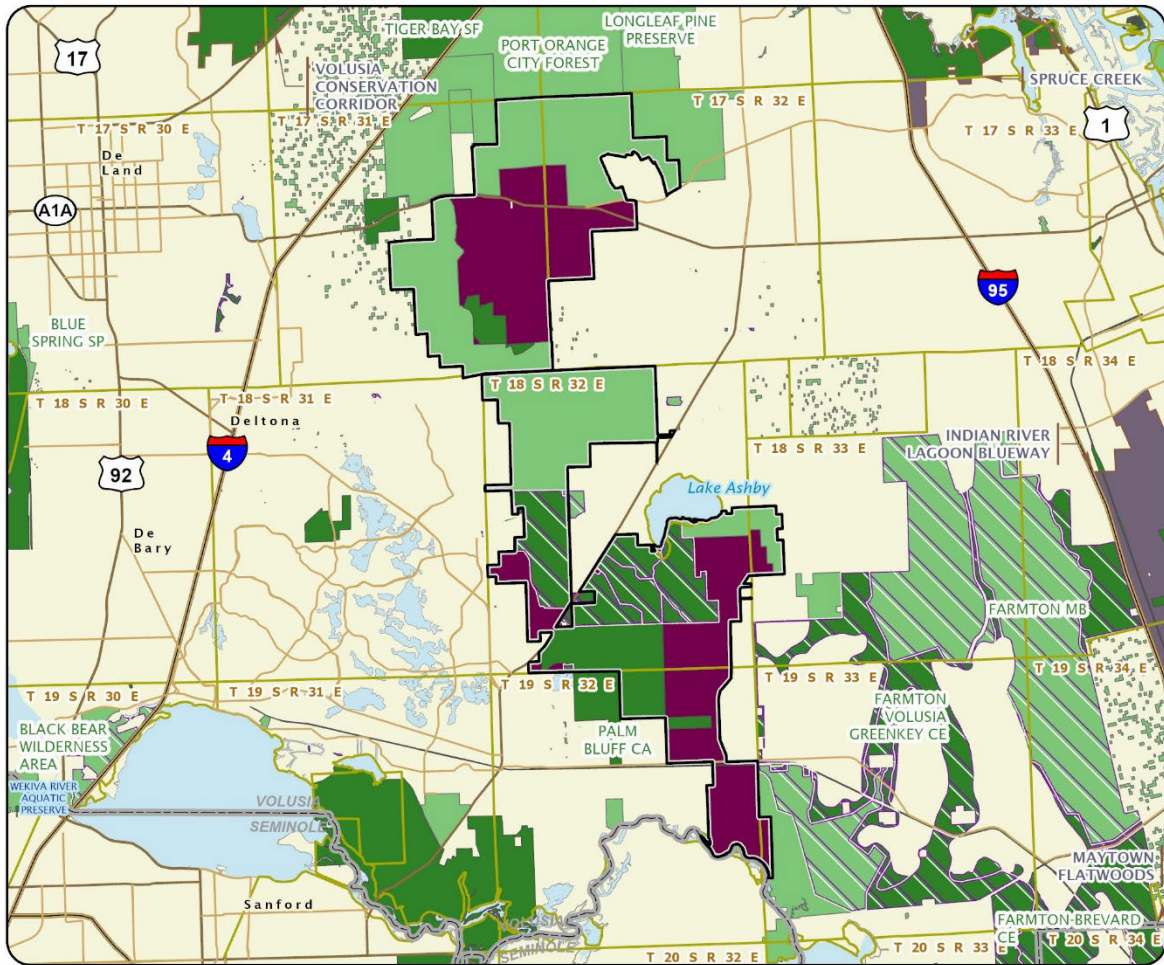 TIGER BAY SF
LONGLEAF PINE
PRESERVE
PORT ORANGE
CITY FOREST
17
VOLUSIA
CONSERVATION
CORRIDOR
SPRUCE CREEK
T 17 S R 30 E
T 17 S R 31 E
T 17 S R 32 E
T 17 S R 33 E
1
De
Land
A1A
95
BLUE
SPRING SP
T 18 S R 30 E
T 18 S R 31 E
T 18 S R 32 E
T 18 S R 34 E
Deltona
4
92
T 18 S R 33 E
INDIAN RIVER
LAGOON BLUEWAY
Lake Ashby
De
Bary
FARMTON MB
T 19 S R 30 E
T 19 S R 31 E
T 19 S R 32 E
T 19 S R 33 E
T 19 S R 34 E
BLACK BEAR
WILDERNESS
AREA
PALM
BLUFF CA
FARMTON
VOLUSIA
GREENKEY CE
WEKIVA RIVER
AQUATIC
PRESERVE
VOLUSIA
SEMINOLE
MAYTOWN
FLATWOODS
Sanford
VOLUSIA
SEMINOLE
FARMTON-BREVARD
CE
T 20 S R 32 E
T 20 S R 33 E
T 20 S R 34 E